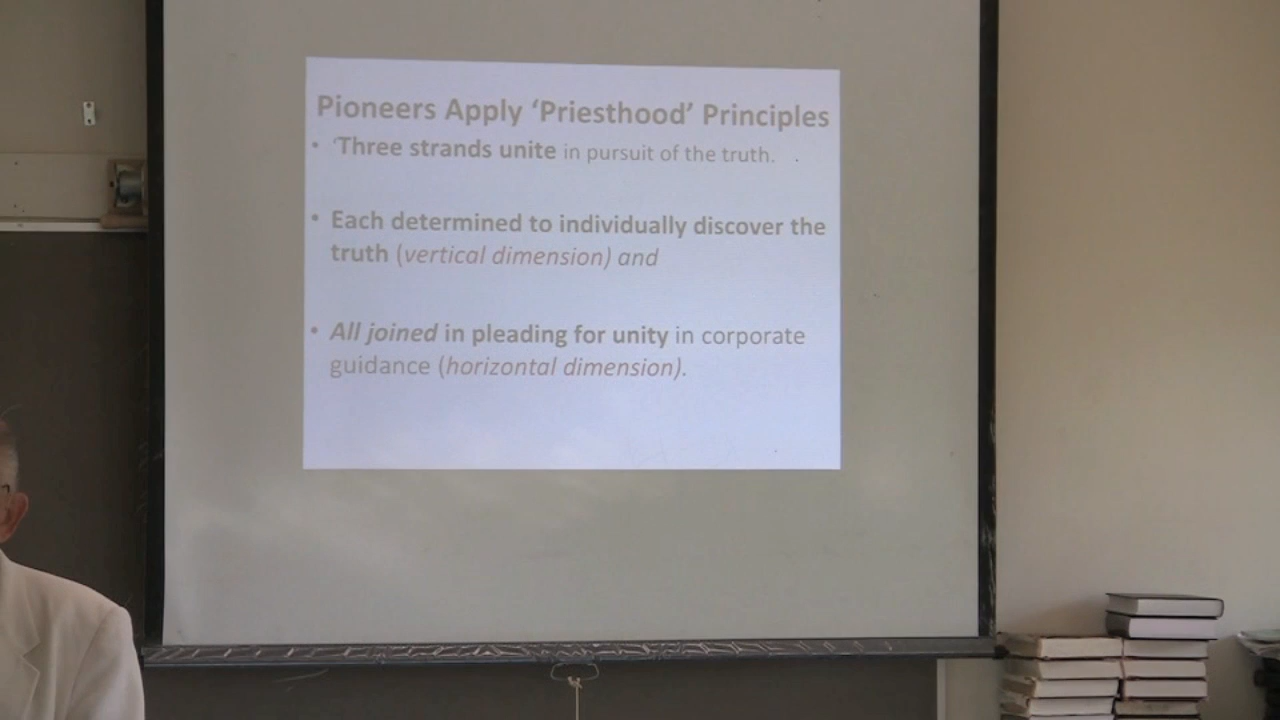 Pioneers Apply ‘Priesthood’ Principles
• ‘Three strands unite in pursuit of the truth. .
• Each determined to individually discover the
truth (vertical dimension) and
• All joined in pleading for unity in corporate
guidance (horizontal dimension).